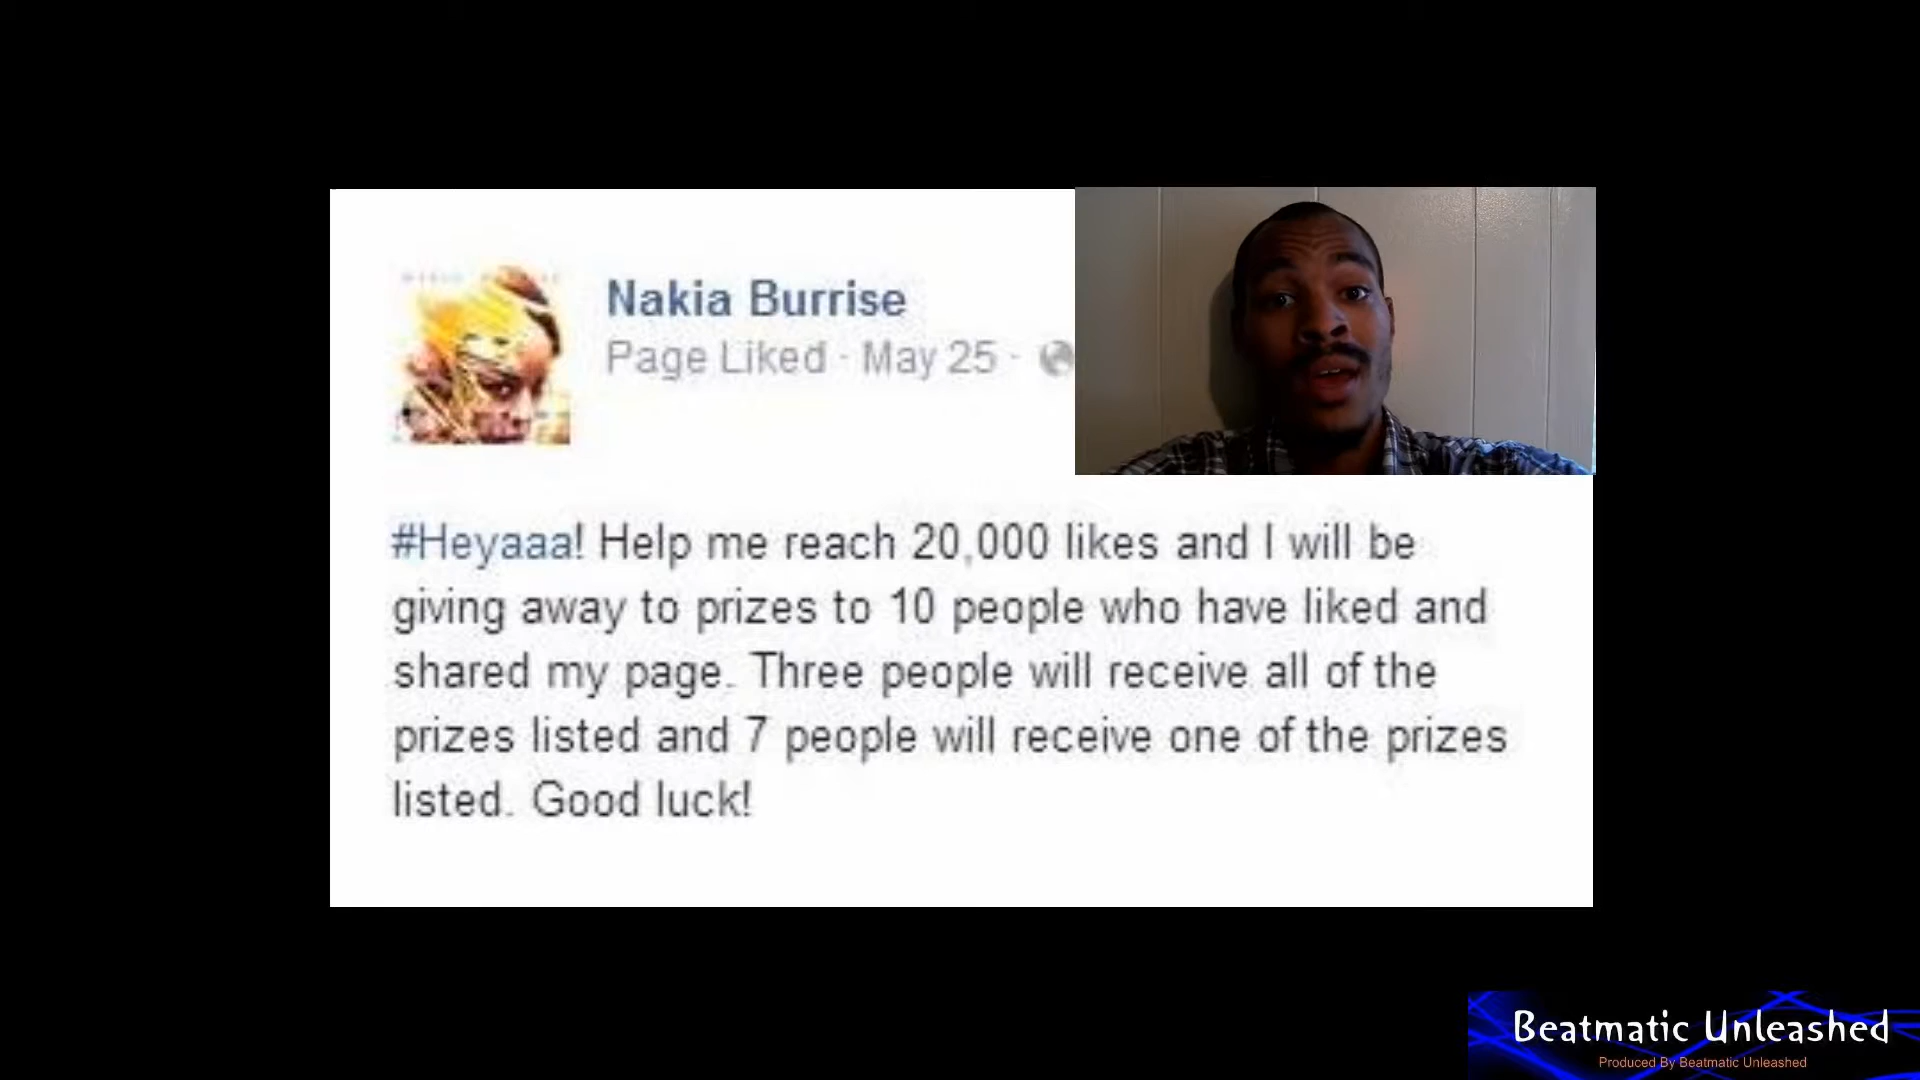 Nakia Burrise
Page Liked · May 25 ·
#Heyaaa! Help me reach 20,000 likes and I will be
giving away to prizes to 10 people who have liked and
shared my page. Three people will receive all of the
prizes listed and 7 people will receive one of the prizes
listed. Good luck!
Beatmatic Unleashed
Produced By Beatmatic Unleashed